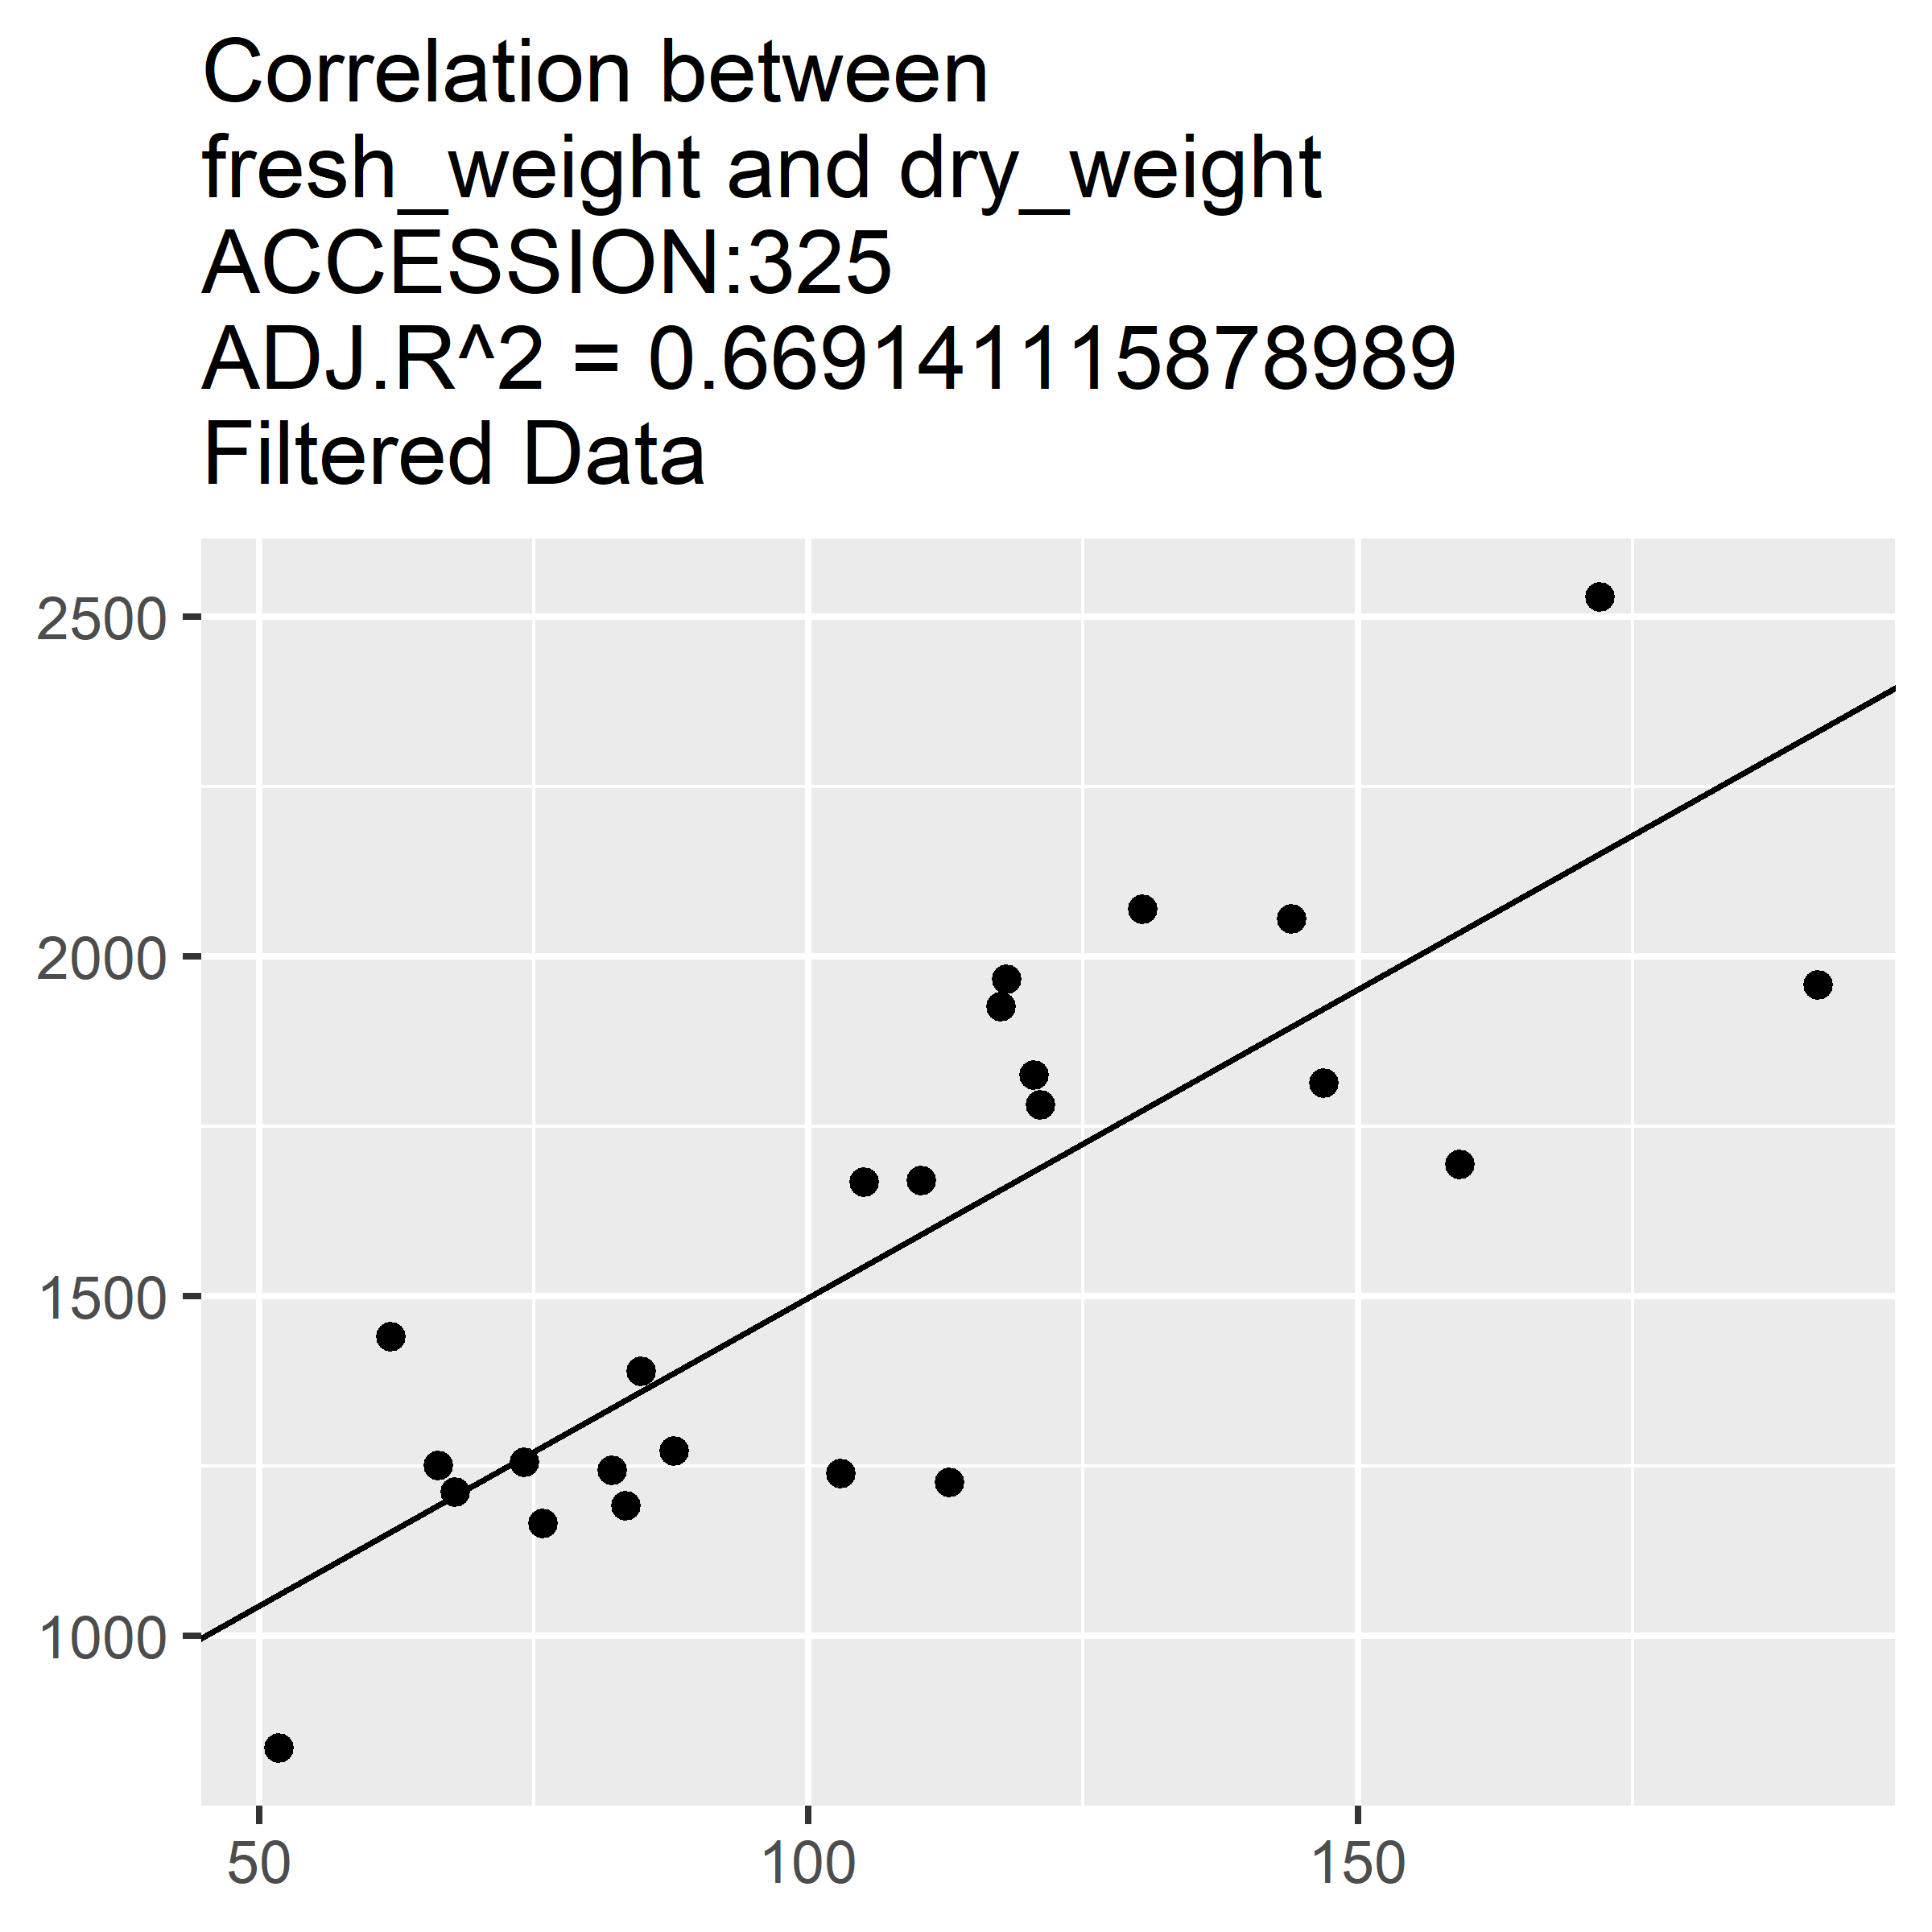 Correlation between
fresh_weight and dry_weight
ACCESSION:325
ADJ.R^2 = 0.669141115878989
Filtered Data
2500
2000
1500
1000
50
100
150